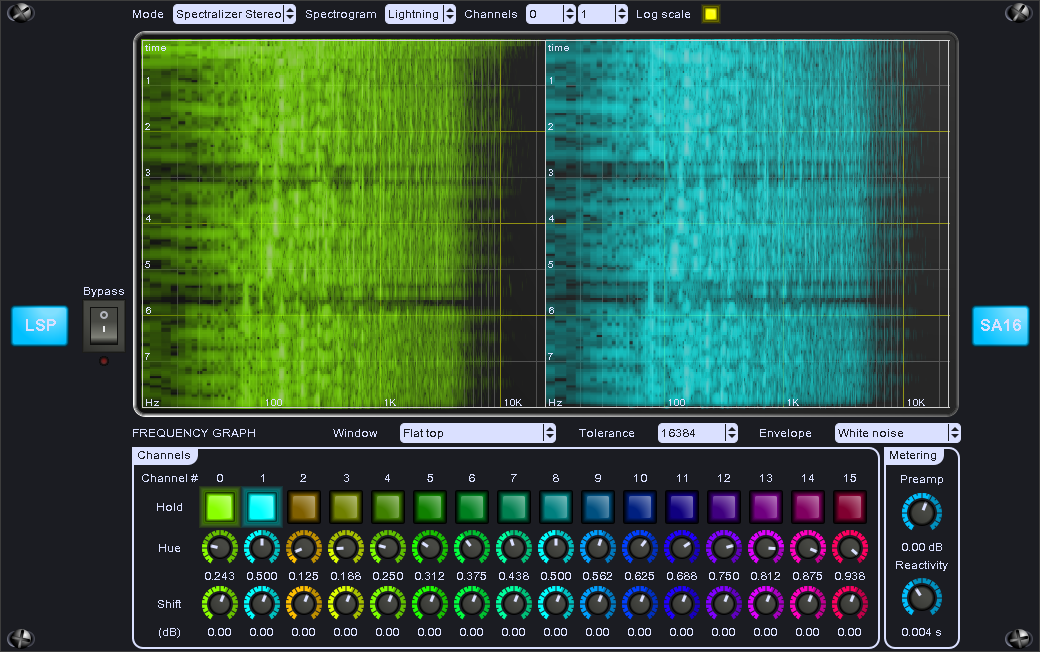 Mode Spectralizer Stereo Spectrogram Lightning Channels 0 1 Log scale
time time
1 1
2 2
3 3
4 4
5 5
6 6
7 7
Hz 100 1K 10K Hz 100 1K 10K
Bypass
LSP
SA16
FREQUENCY GRAPH Window Flat top Tolerance 16384 Envelope White noise
Channels
Channel # 0 1 2 3 4 5 6 7 8 9 10 11 12 13 14 15
Hold
Hue
0.243 0.500 0.125 0.188 0.250 0.312 0.375 0.438 0.500 0.562 0.625 0.688 0.750 0.812 0.875 0.938
Shift
(dB) 0.00 0.00 0.00 0.00 0.00 0.00 0.00 0.00 0.00 0.00 0.00 0.00 0.00 0.00 0.00 0.00
Metering
Preamp
0.00 dB
Reactivity
0.004 s